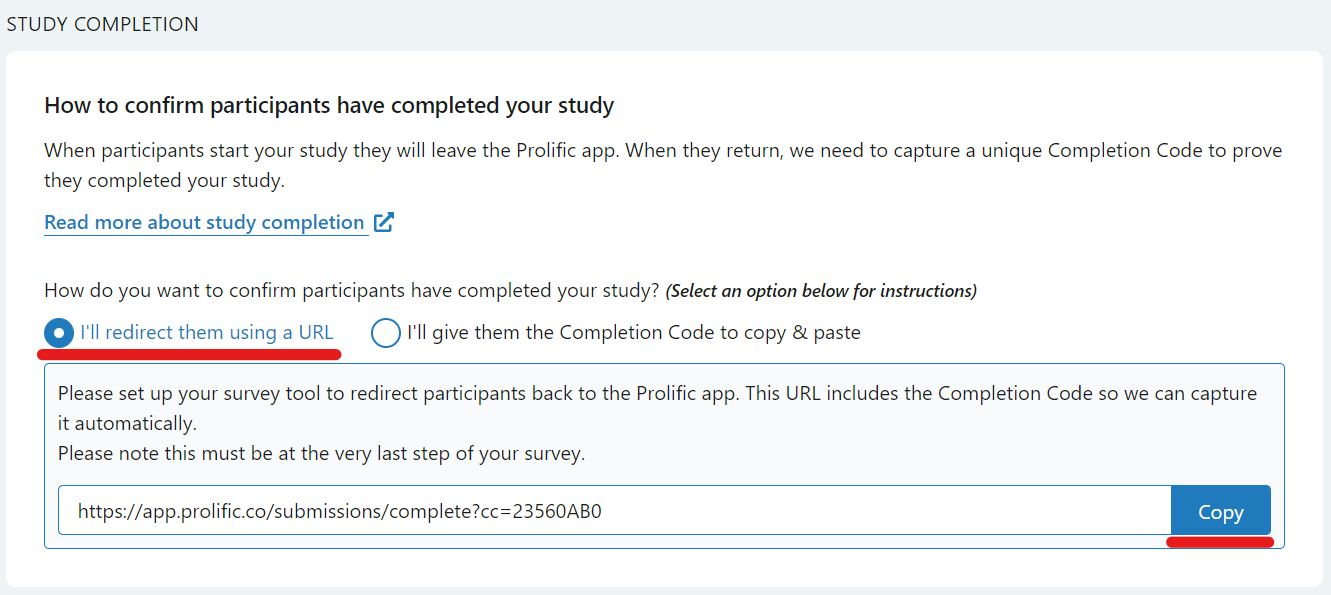 STUDY COMPLETION
How to confirm participants have completed your study
When participants start your study they will leave the Prolific app. When they return, we need to capture a unique Completion Code to prove
they completed your study.
Read more about study completion
How do you want to confirm participants have completed your study? (Select an option below for instructions)
I'll redirect them using a URL I'll give them the Completion Code to copy & paste
Please set up your survey tool to redirect participants back to the Prolific app. This URL includes the Completion Code so we can capture
it automatically.
Please note this must be at the very last step of your survey.
https://app.prolific.co/submissions/complete?cc=23560AB0 Copy